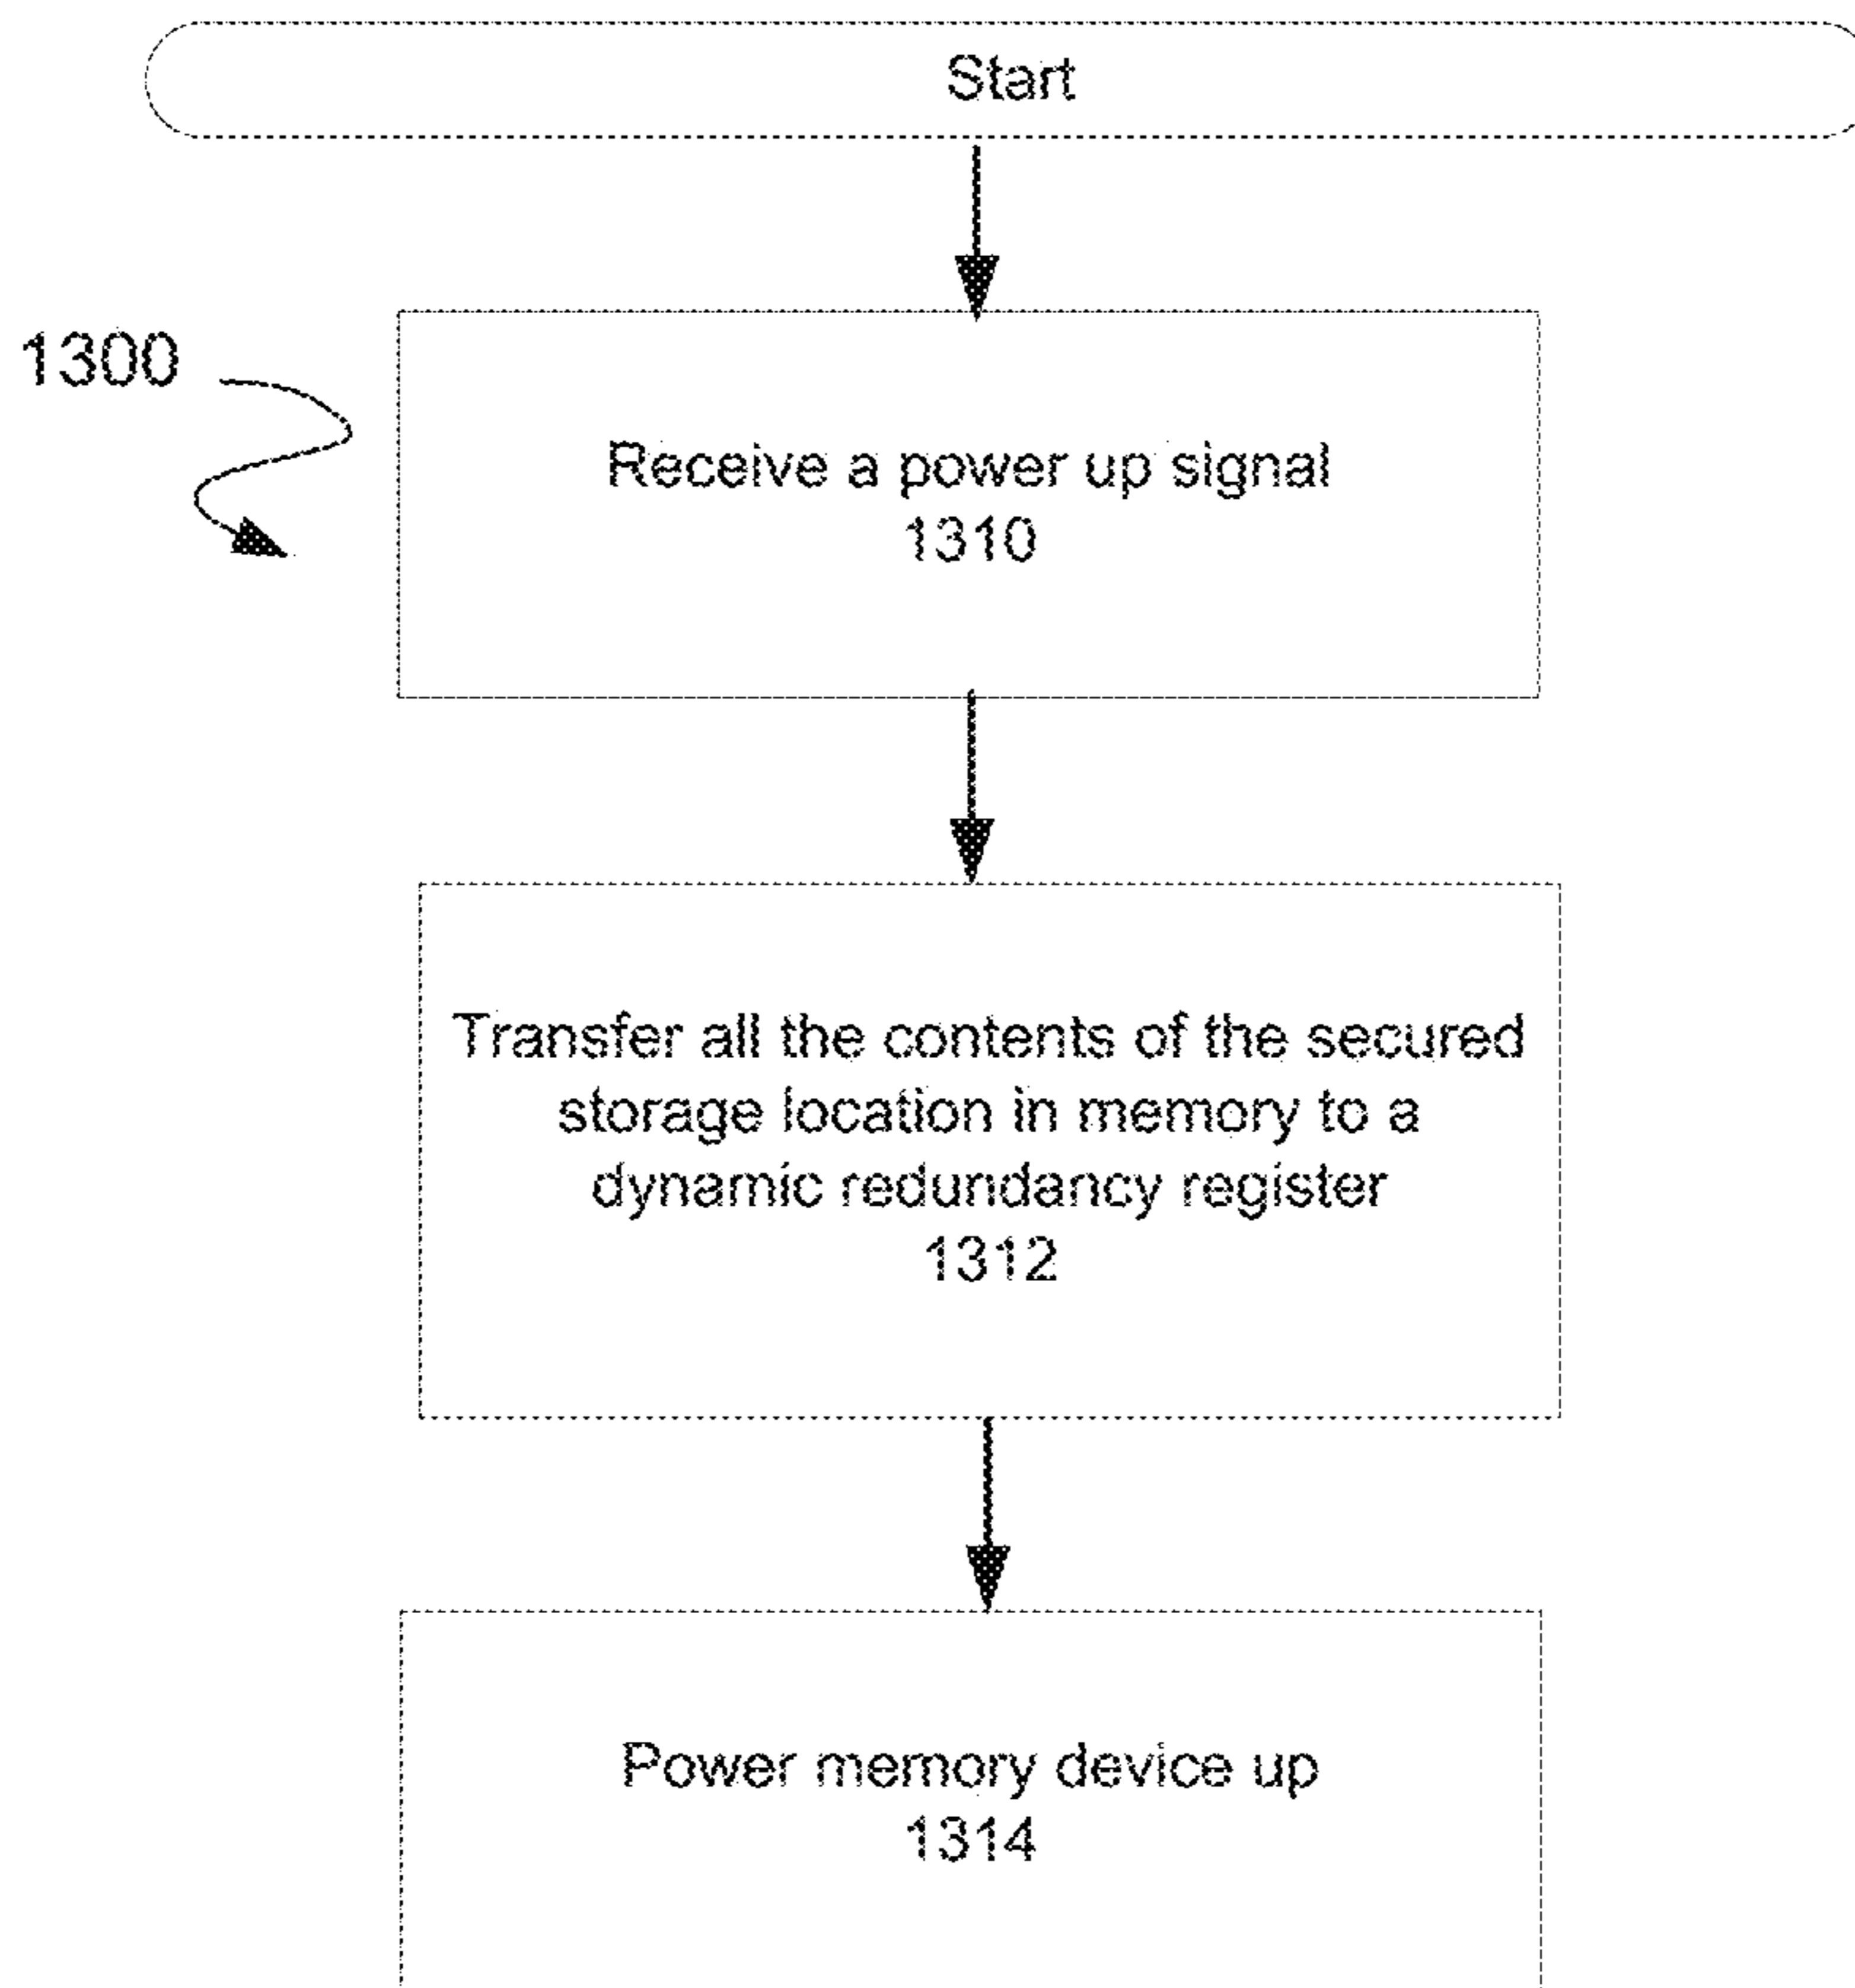 Start
1300
Receive a power up signal
1310
Transfer all the contents of the secured
storage location in memory to a
dynamic redundancy register
1312
Power memory device up
1314